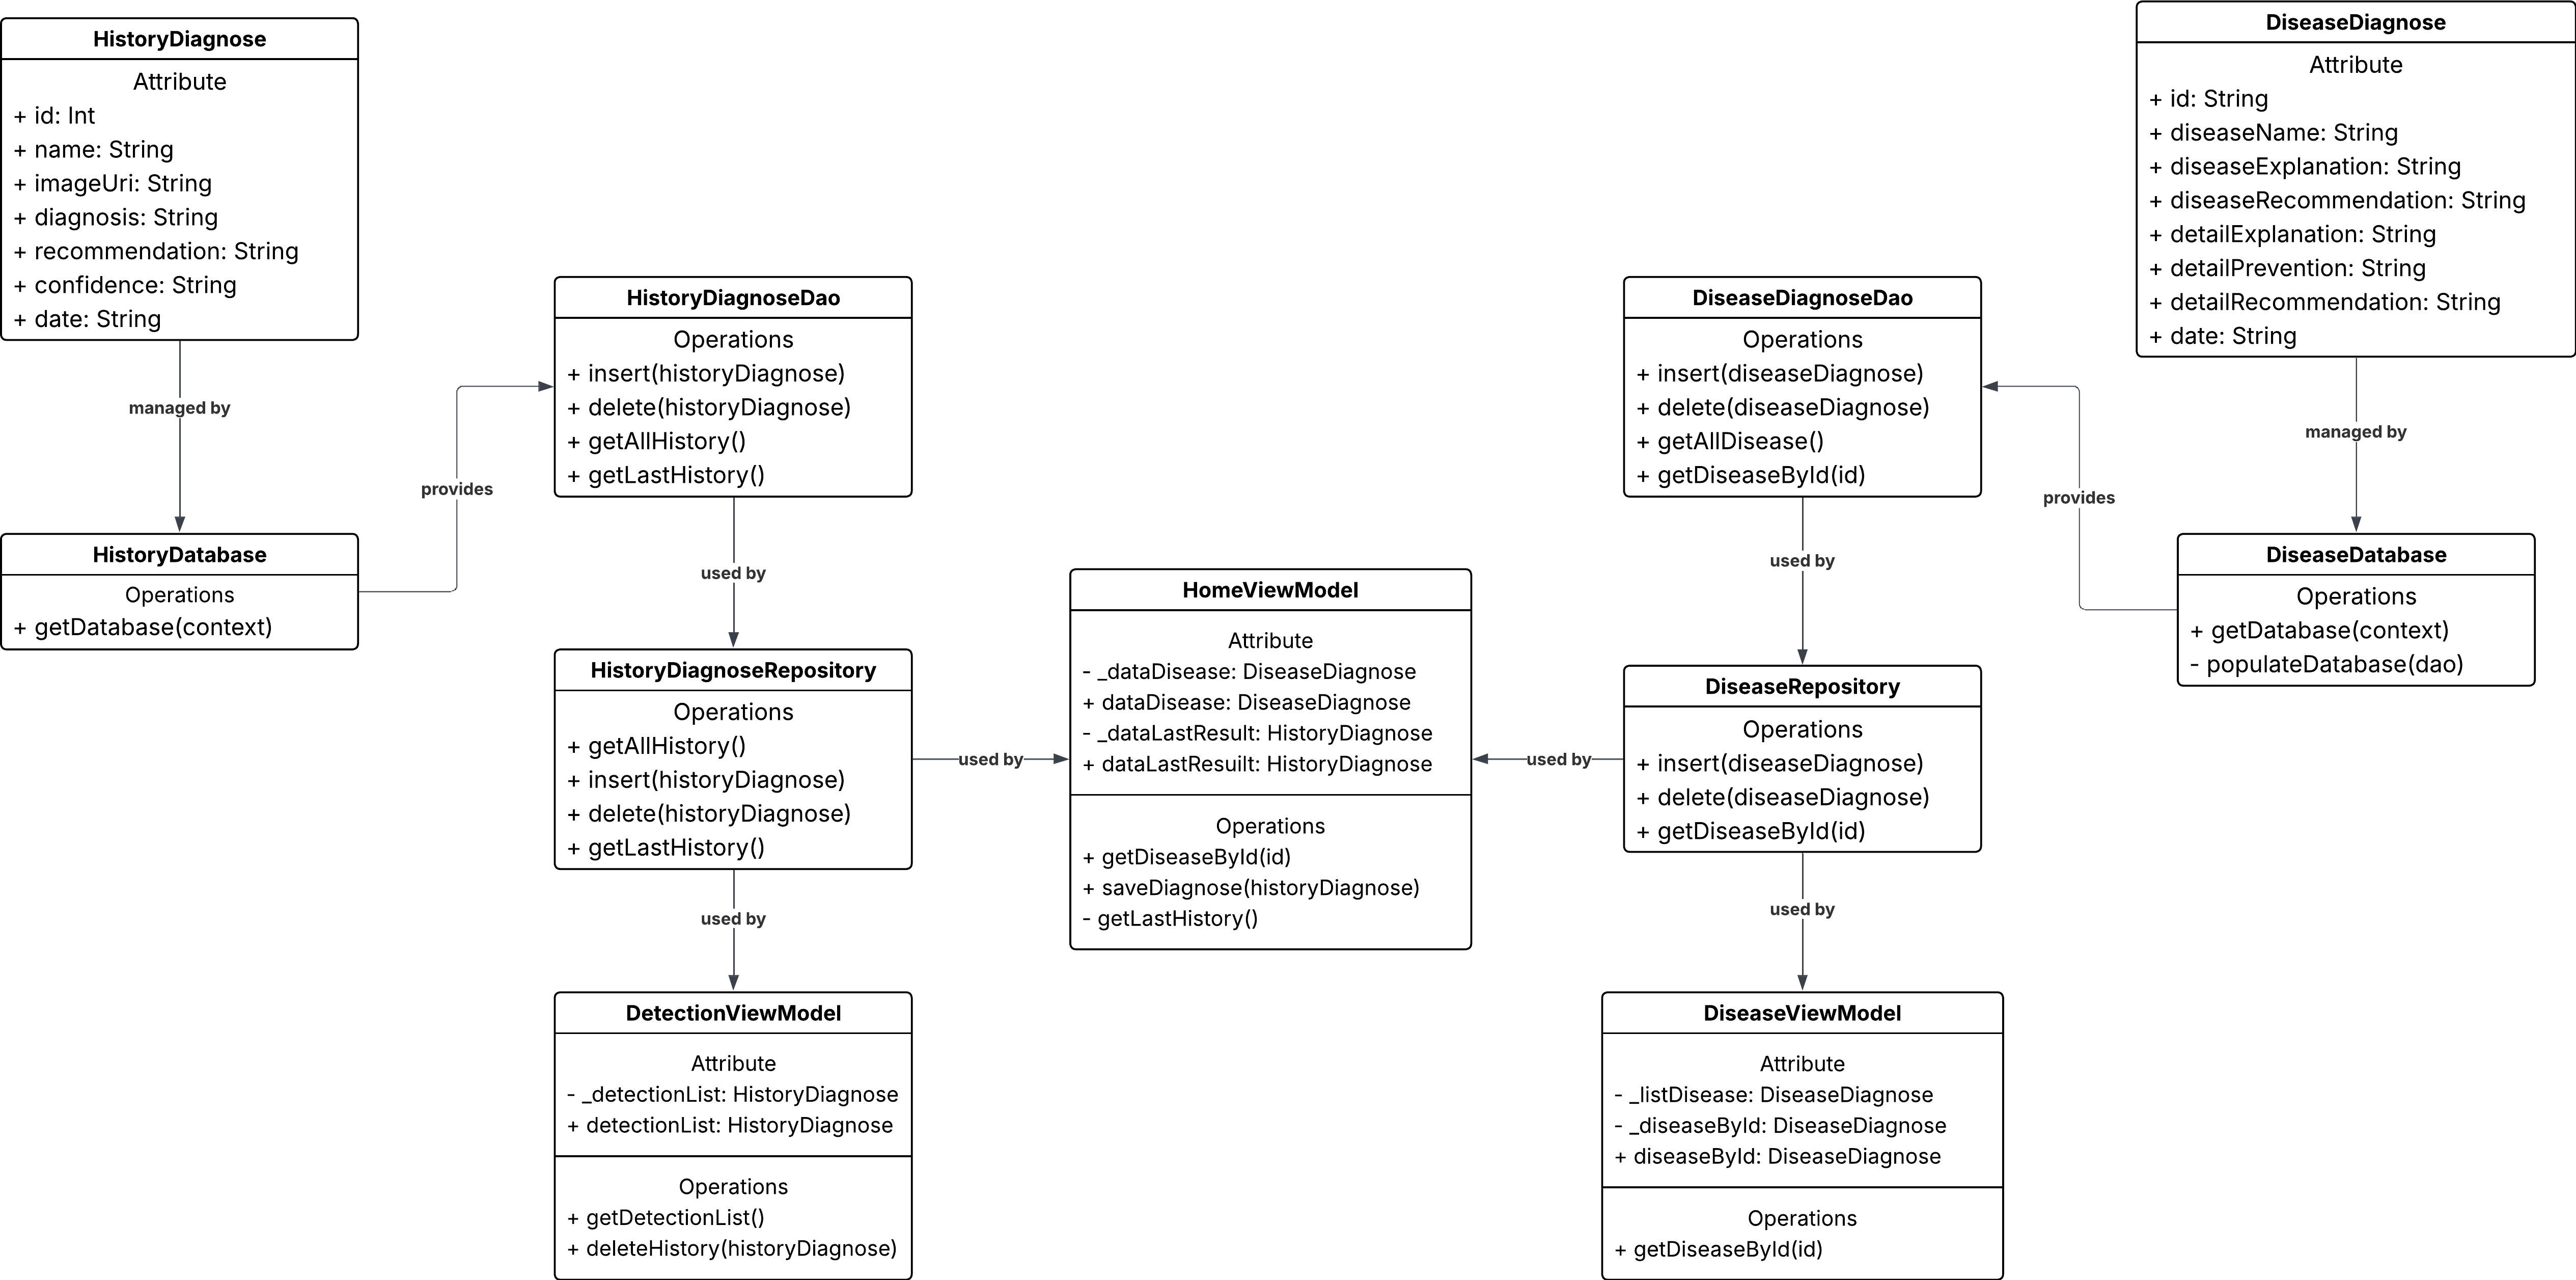 HistoryDiagnose
Attribute
+ id: Int
+ name: String
+ imageUri: String
+ diagnosis: String
+ recommendation: String
+ confidence: String
+ date: String
managed by
HistoryDatabase
Operations
+ getDatabase(context)
provides
HistoryDiagnoseDao
Operations
+ insert(historyDiagnose)
+ delete(historyDiagnose)
+ getAllHistory()
+ getLastHistory()
used by
HistoryDiagnoseRepository
Operations
+ getAllHistory()
+ insert(historyDiagnose)
+ delete(historyDiagnose)
+ getLastHistory()
used by
DetectionViewModel
Attribute
- _detectionList: HistoryDiagnose
+ detectionList: HistoryDiagnose
Operations
+ getDetectionList()
+ deleteHistory(historyDiagnose)
used by
HomeViewModel
Attribute
- _dataDisease: DiseaseDiagnose
+ dataDisease: DiseaseDiagnose
- _dataLastResult: HistoryDiagnose
+ dataLastResuilt: HistoryDiagnose
Operations
+ getDiseaseById(id)
+ saveDiagnose(historyDiagnose)
- getLastHistory()
used by
DiseaseDiagnoseDao
Operations
+ insert(diseaseDiagnose)
+ delete(diseaseDiagnose)
+ getAllDisease()
+ getDiseaseById(id)
used by
DiseaseRepository
Operations
+ insert(diseaseDiagnose)
+ delete(diseaseDiagnose)
+ getDiseaseById(id)
used by
DiseaseViewModel
Attribute
- _listDisease: DiseaseDiagnose
- _diseaseById: DiseaseDiagnose
+ diseaseById: DiseaseDiagnose
Operations
+ getDiseaseById(id)
DiseaseDiagnose
Attribute
+ id: String
+ diseaseName: String
+ diseaseExplanation: String
+ diseaseRecommendation: String
+ detailExplanation: String
+ detailPrevention: String
+ detailRecommendation: String
+ date: String
managed by
provides
DiseaseDatabase
Operations
+ getDatabase(context)
- populateDatabase(dao)